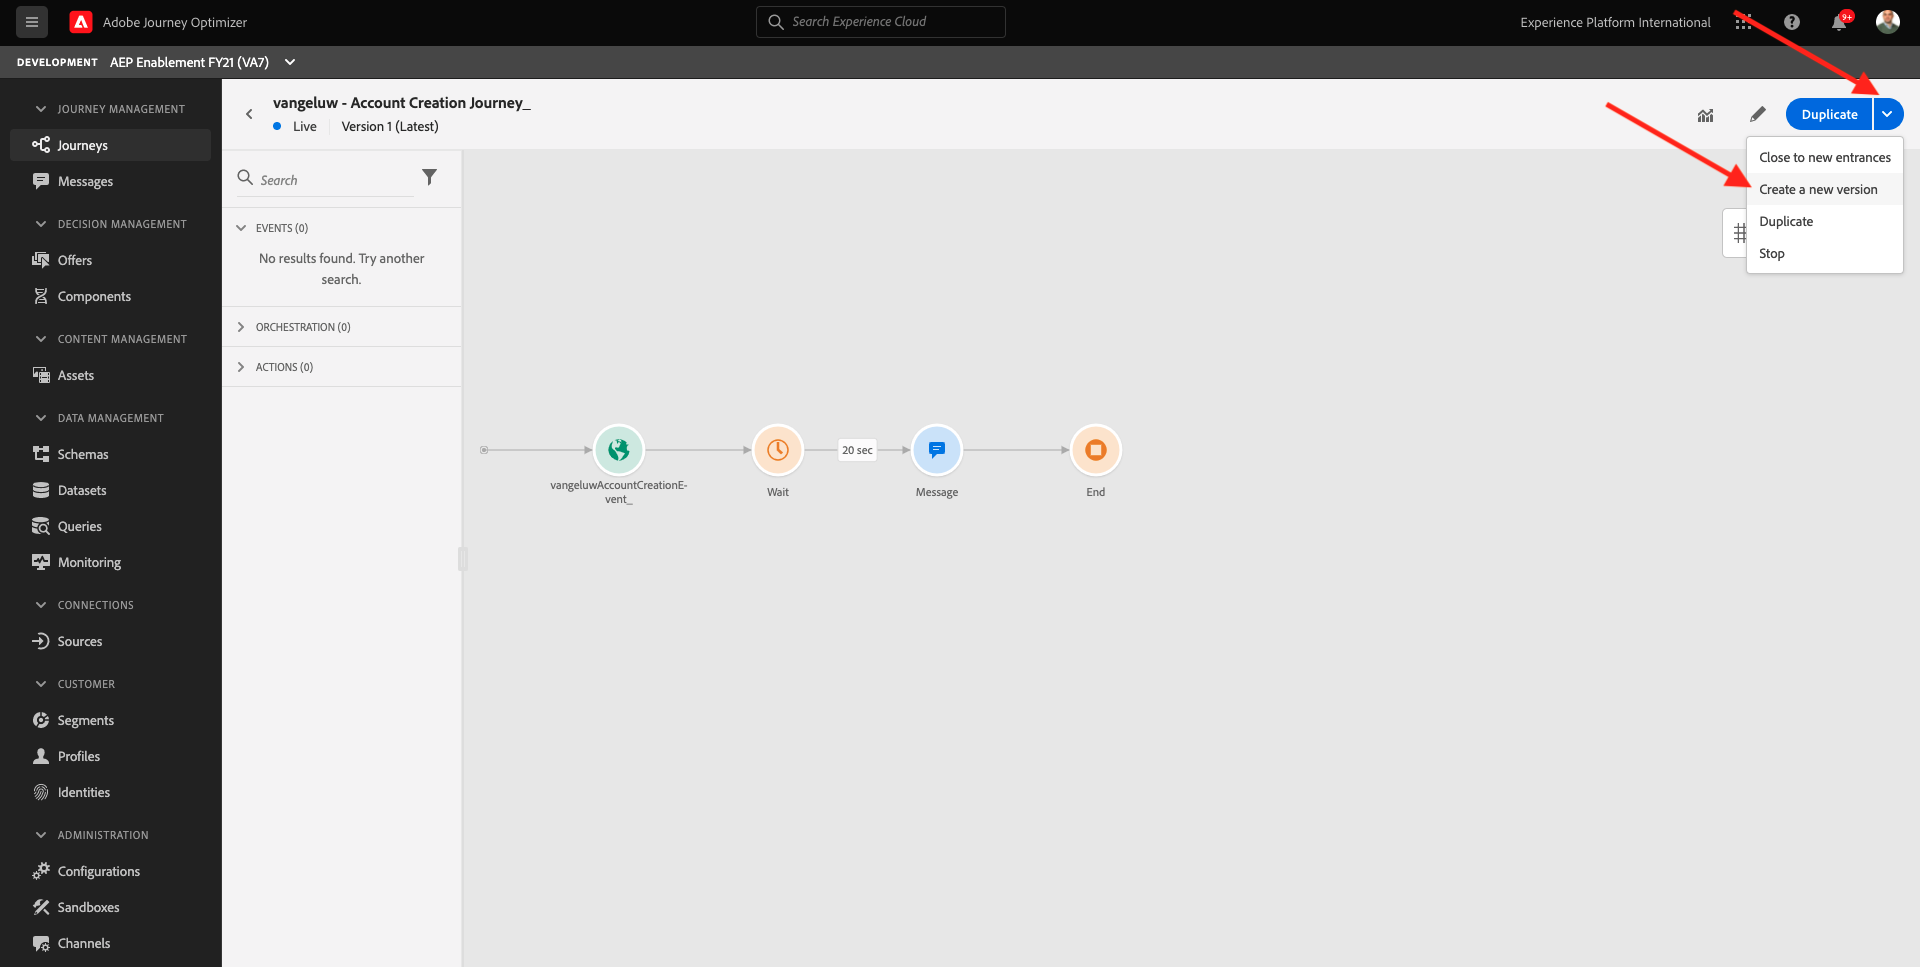 Adobe Journey Optimizer
Search Experience Cloud
Experience Platform International
9+
DEVELOPMENT AEP Enablement FY21 (VA7)
JOURNEY MANAGEMENT
Journeys
Messages
DECISION MANAGEMENT
Offers
Components
CONTENT MANAGEMENT
Assets
DATA MANAGEMENT
Schemas
Datasets
Queries
Monitoring
CONNECTIONS
Sources
CUSTOMER
Segments
Profiles
Identities
ADMINISTRATION
Configurations
Sandboxes
Channels
vangeluw - Account Creation Journey_
Live Version 1 (Latest)
Duplicate
Close to new entrances
Create a new version
Duplicate
Stop
Search
EVENTS (0)
No results found. Try another
search.
ORCHESTRATION (0)
ACTIONS (0)
20 sec
vangeluwAccountCreationE-
vent_
Wait
Message
End